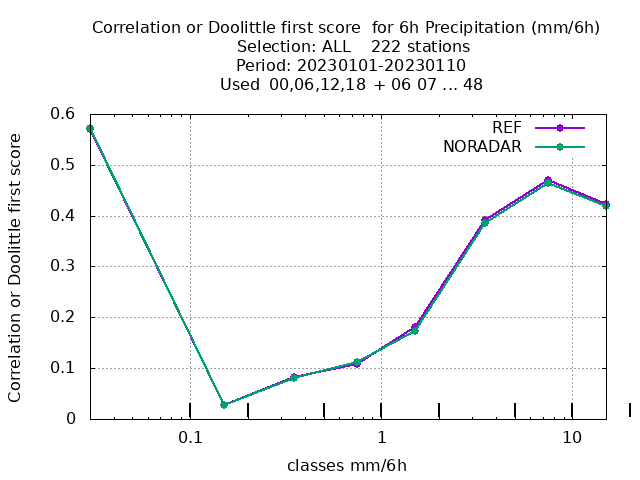 Correlation or Doolittle first score  for 6h Precipitation (mm/6h)
Selection: ALL    222 stations
Period: 20230101-20230110
Used  00,06,12,18  + 06 07 ... 48
REF
NORADAR
Correlation or Doolittle first score
0.6
0.5
0.4
0.3
0.2
0.1
0
0.1
1
10
classes mm/6h